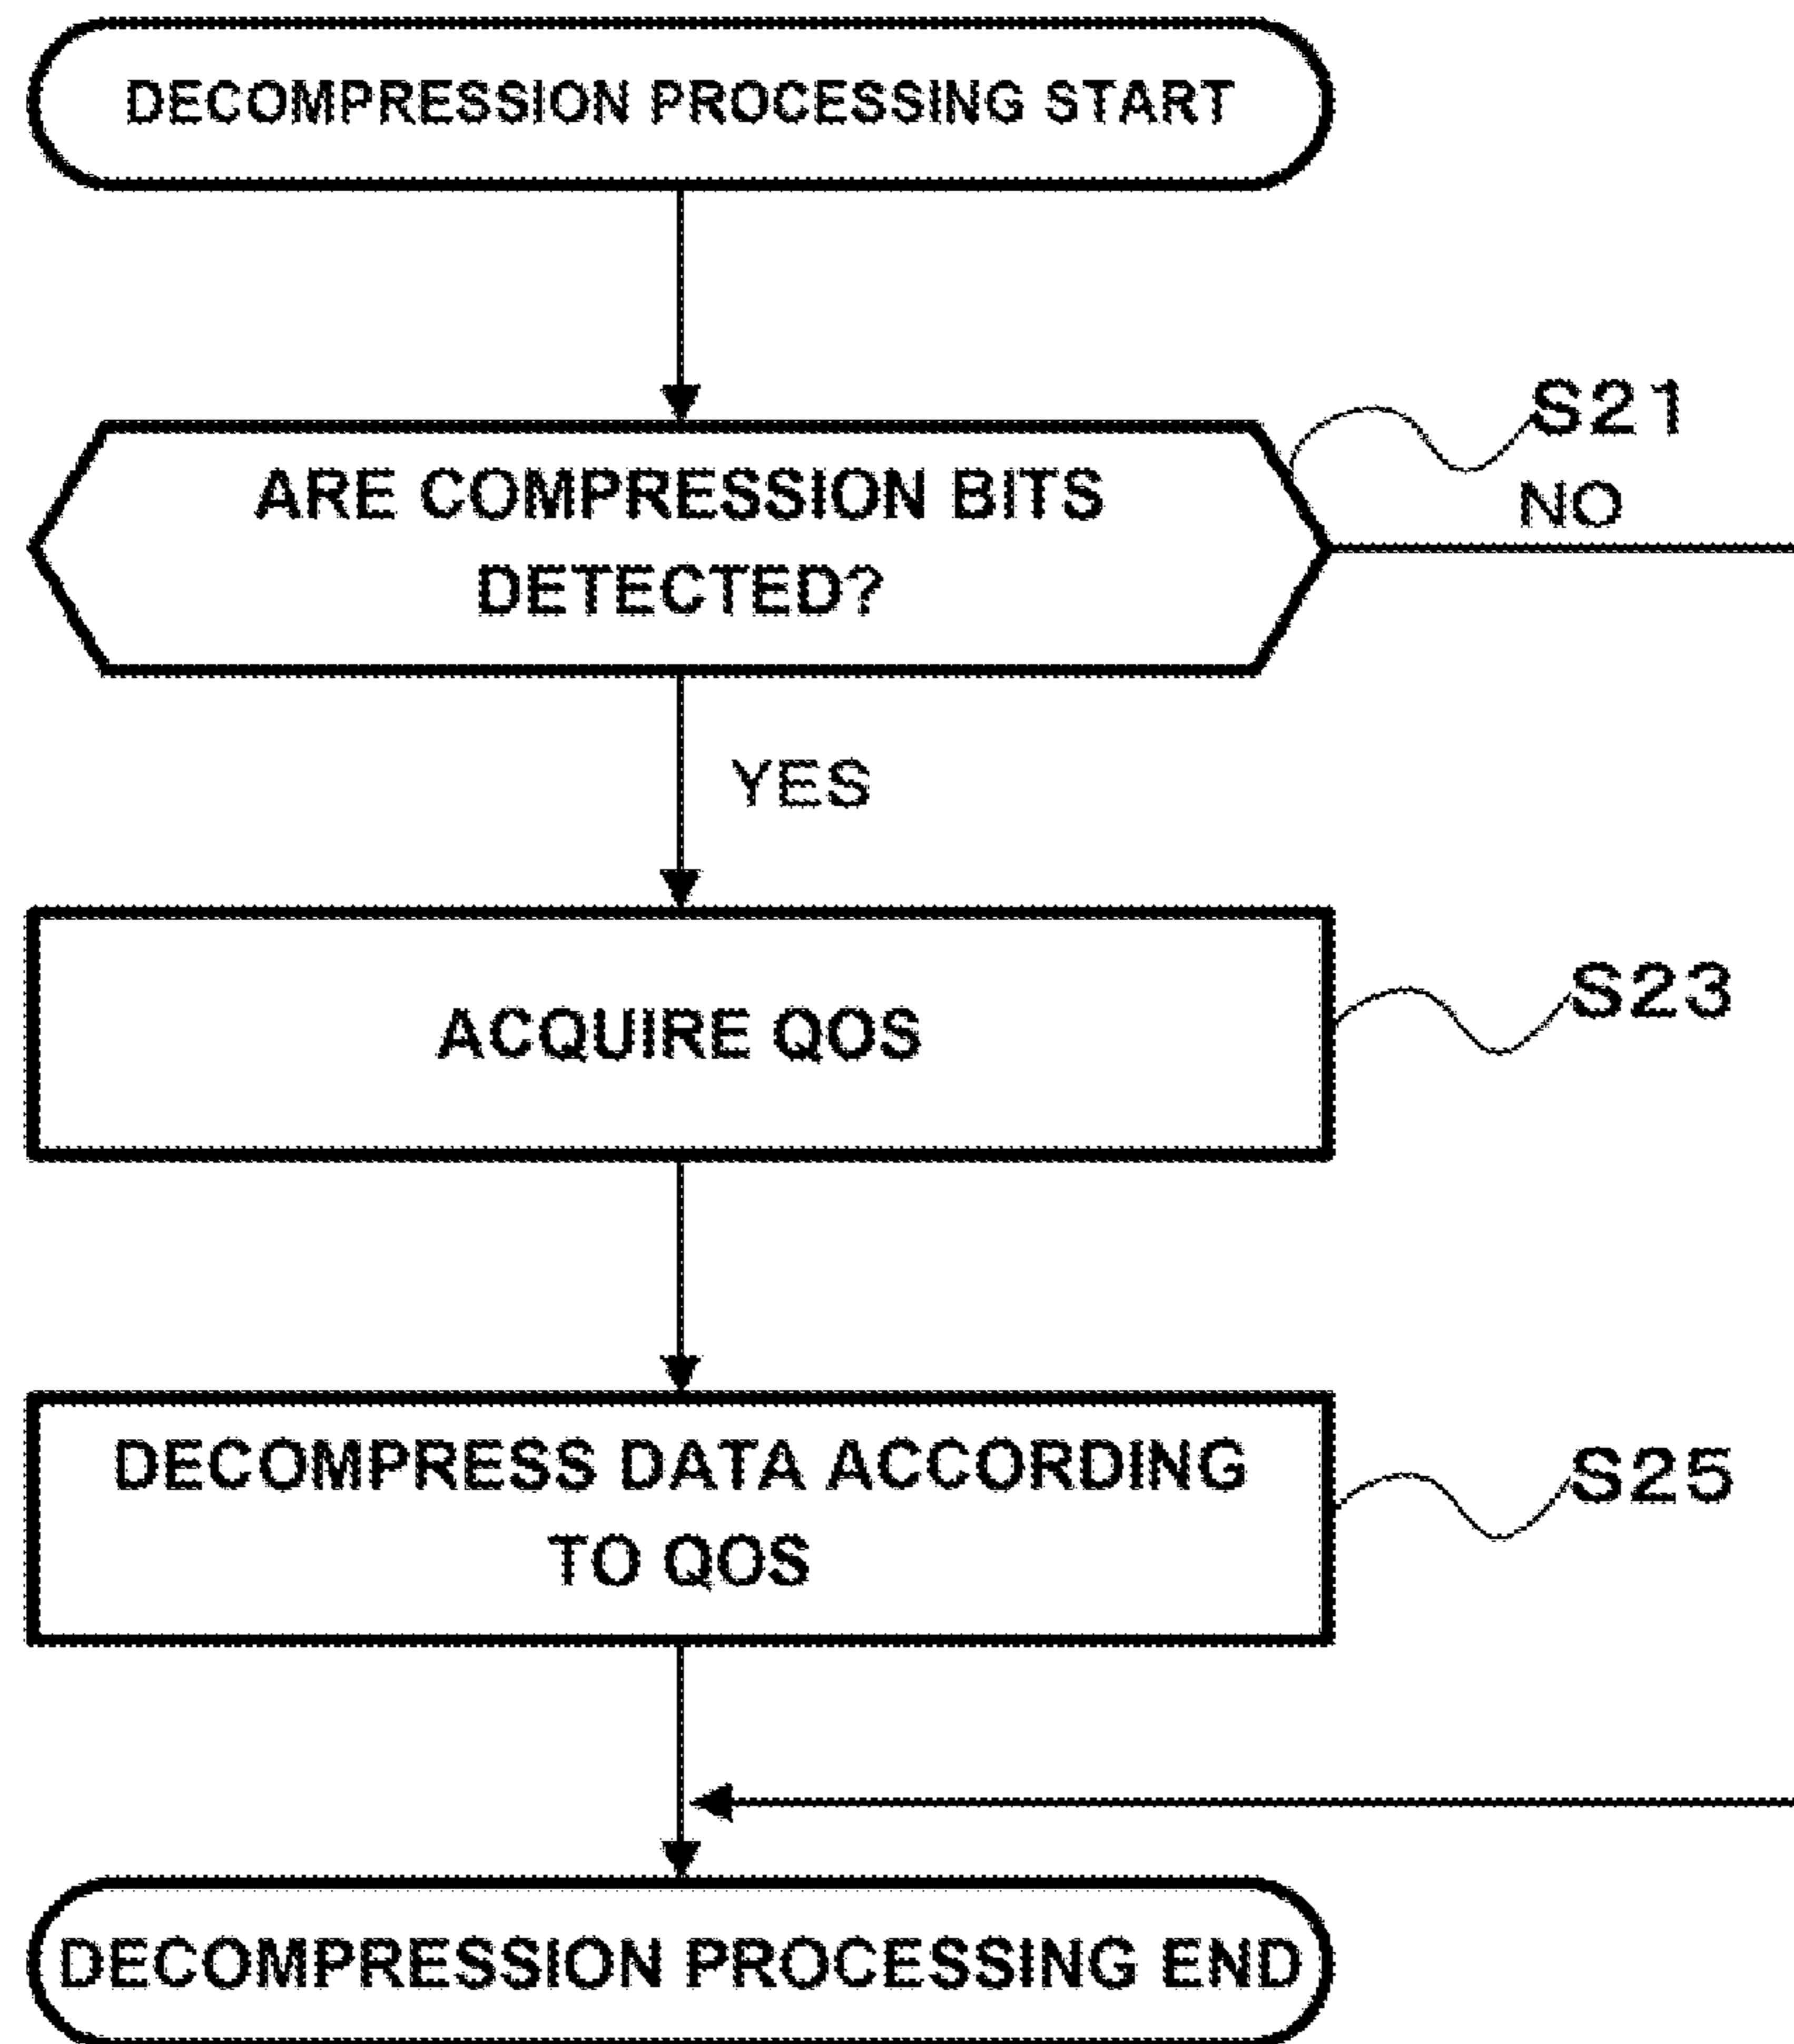 DECOMPRESSION PROCESSING START
S21
ARE COMPRESSION BITS
DETECTED?
NO
YES
ACQUIRE QOS
S23
DECOMPRESS DATA ACCORDING
TO QOS
S25
DECOMPRESSION PROCESSING END